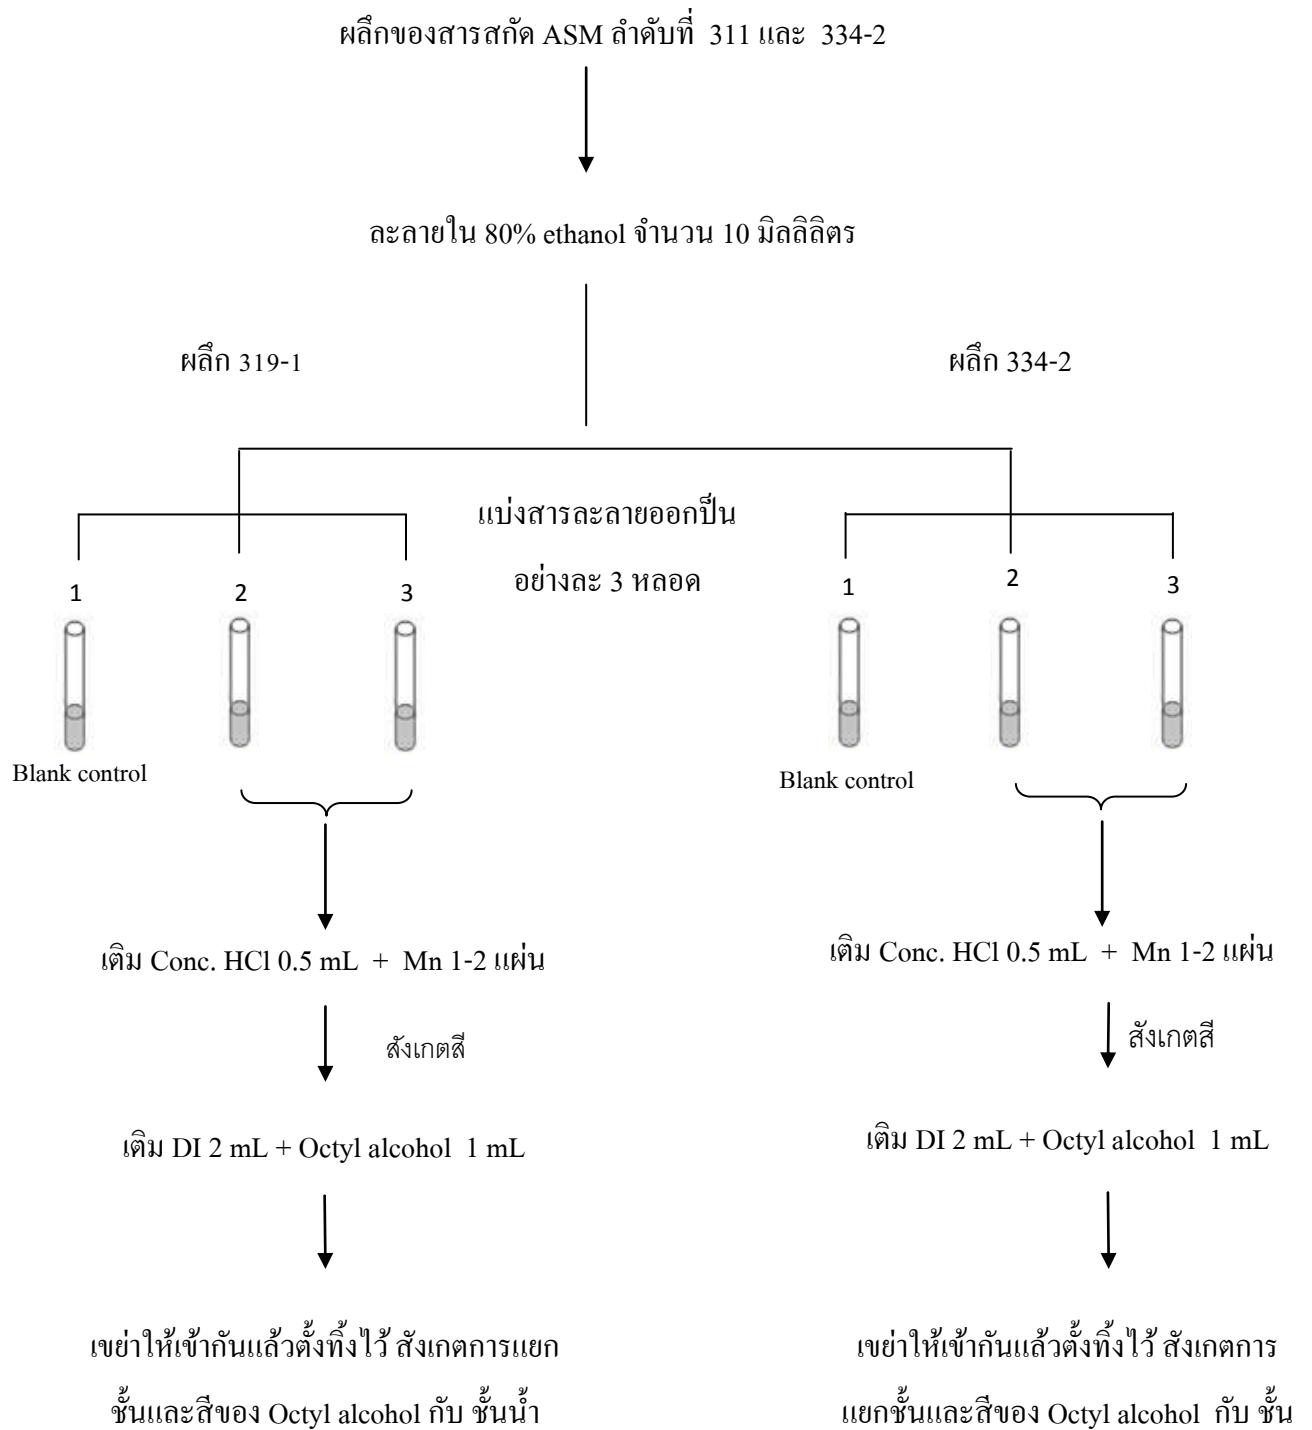 ผลึกของสารสกัด ASM ลำดับที่ 311 และ 334-2
ละลายใน 80% ethanol จำนวน 10 มิลลิลิตร
ผลึก 319-1
ผลึก 334-2
แบ่งสารละลายออกป็น
อย่างละ 3 หลอด
1
2
3
1
2
3
Blank control
Blank control
เติม Conc. HCl 0.5 mL + Mn 1-2 แผ่น
เติม Conc. HCl 0.5 mL + Mn 1-2 แผ่น
สังเกตสี
สังเกตสี
เติม DI 2 mL + Octyl alcohol 1 mL
เติม DI 2 mL + Octyl alcohol 1 mL
เขย่าให้เข้ากันแล้วตั้งทิ้งไว้ สังเกตการแยก
ชั้นและสีของ Octyl alcohol กับ ชั้นน้ำ
เขย่าให้เข้ากันแล้วตั้งทิ้งไว้ สังเกตการ
แยกชั้นและสีของ Octyl alcohol กับ ชั้น